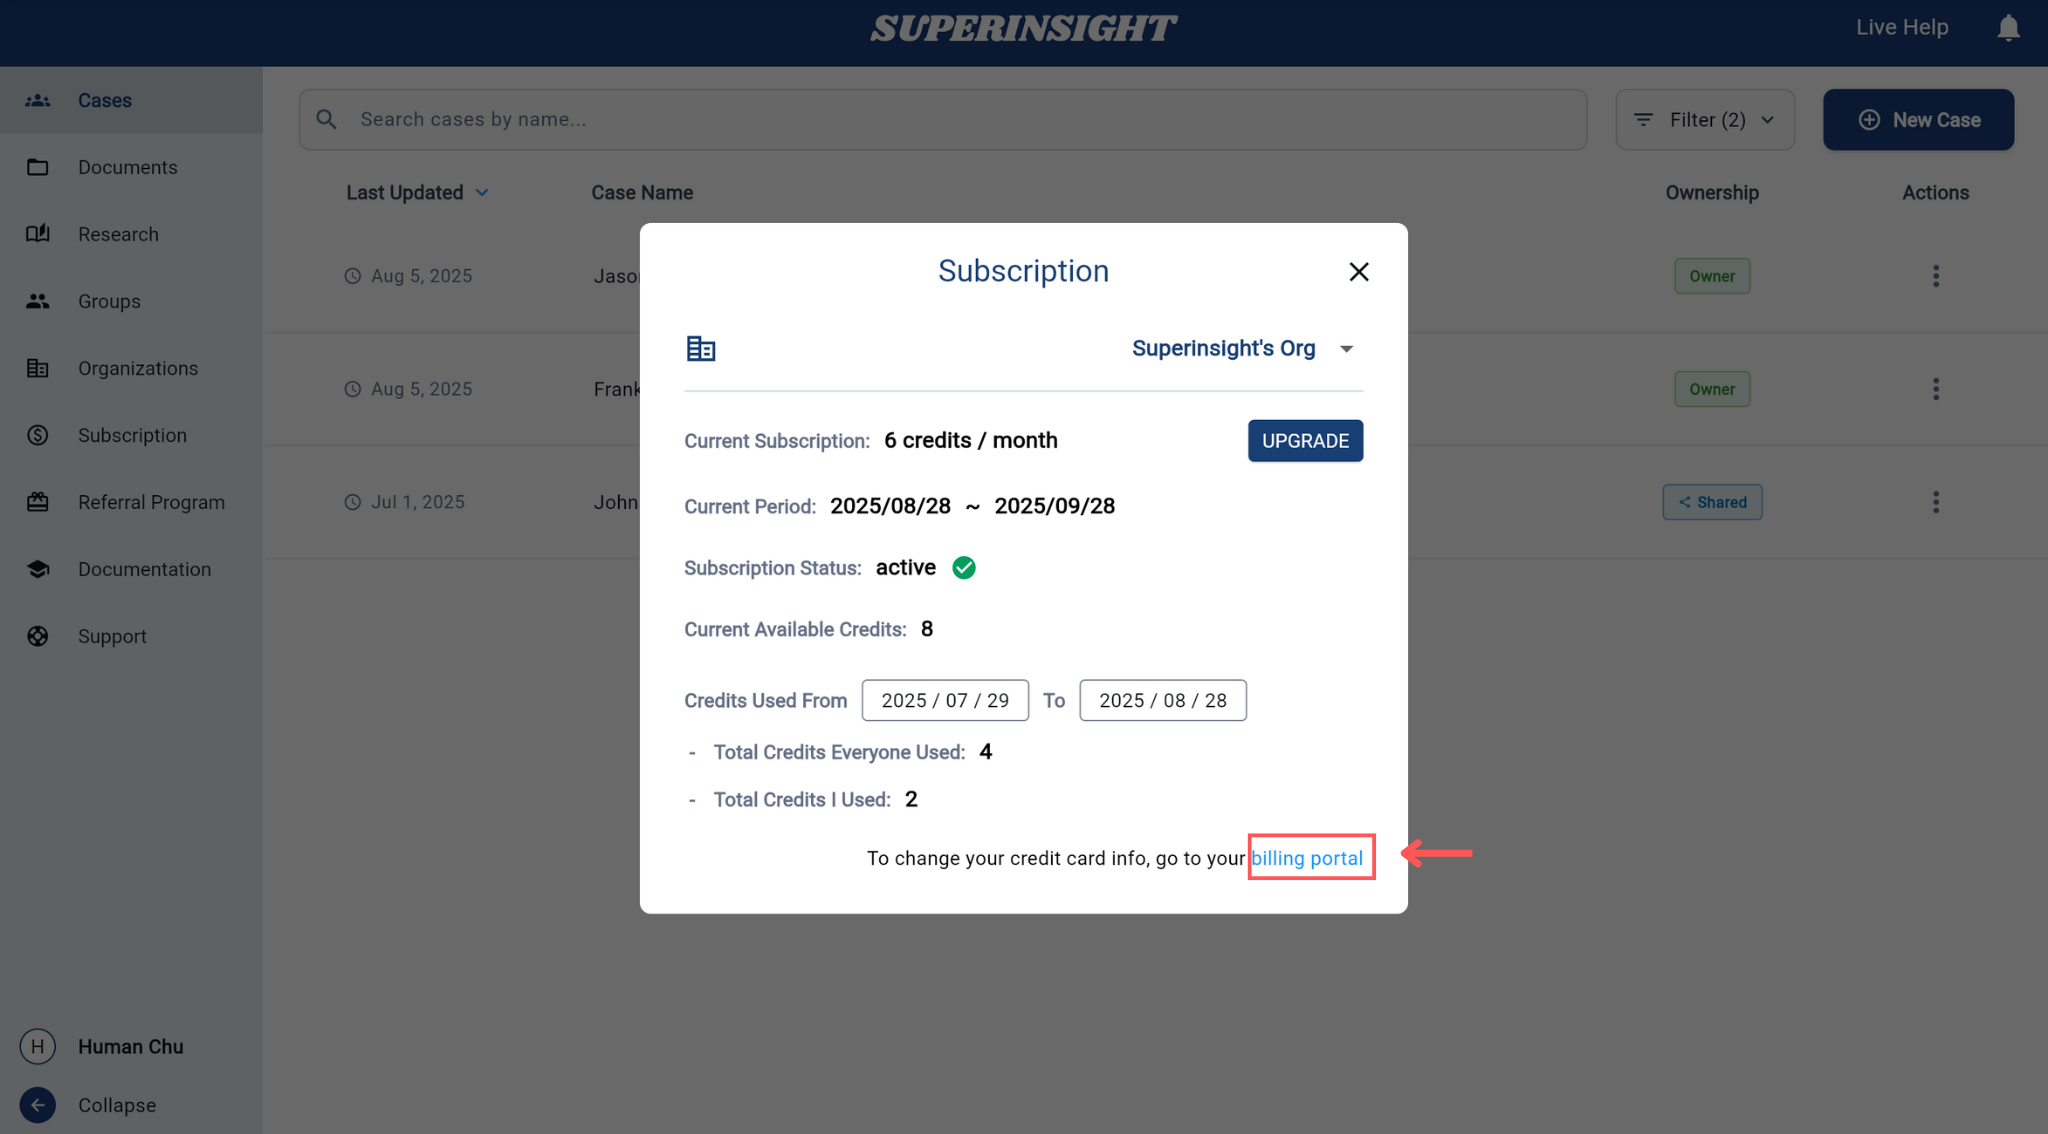 SUPERINSIGHT
Live Help
Cases
Documents
Research
Groups
Organizations
Subscription
Referral Program
Documentation
Support
H Human Chu
Collapse
Search cases by name...
Filter (2)
New Case
Last Updated Case Name Ownership Actions
Aug 5, 2025 Jaso Owner
Aug 5, 2025 Frank Owner
Jul 1, 2025 John Shared
Subscription
Superinsight's Org
Current Subscription: 6 credits / month UPGRADE
Current Period: 2025/08/28 ~ 2025/09/28
Subscription Status: active
Current Available Credits: 8
Credits Used From 2025 / 07 / 29 To 2025 / 08 / 28
- Total Credits Everyone Used: 4
- Total Credits I Used: 2
To change your credit card info, go to your billing portal